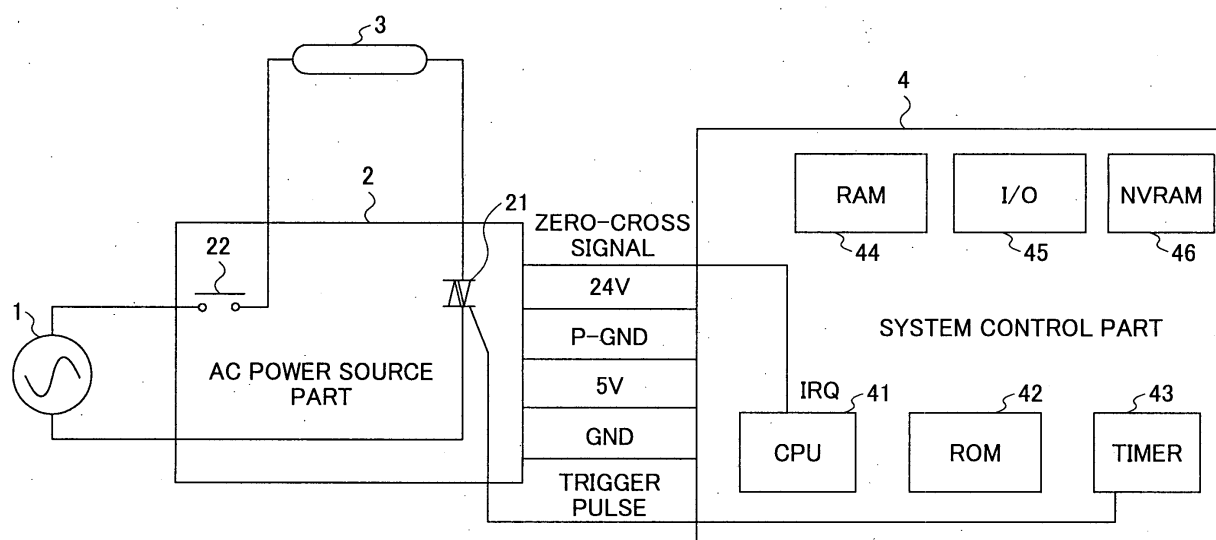 3
4
2
21
ZERO-CROSS
SIGNAL
RAM
I/O
NVRAM
44
45
46
22
24V
1
P-GND
SYSTEM CONTROL PART
AC POWER SOURCE
PART
5V
IRQ
41
42
43
GND
CPU
ROM
TIMER
TRIGGER
PULSE